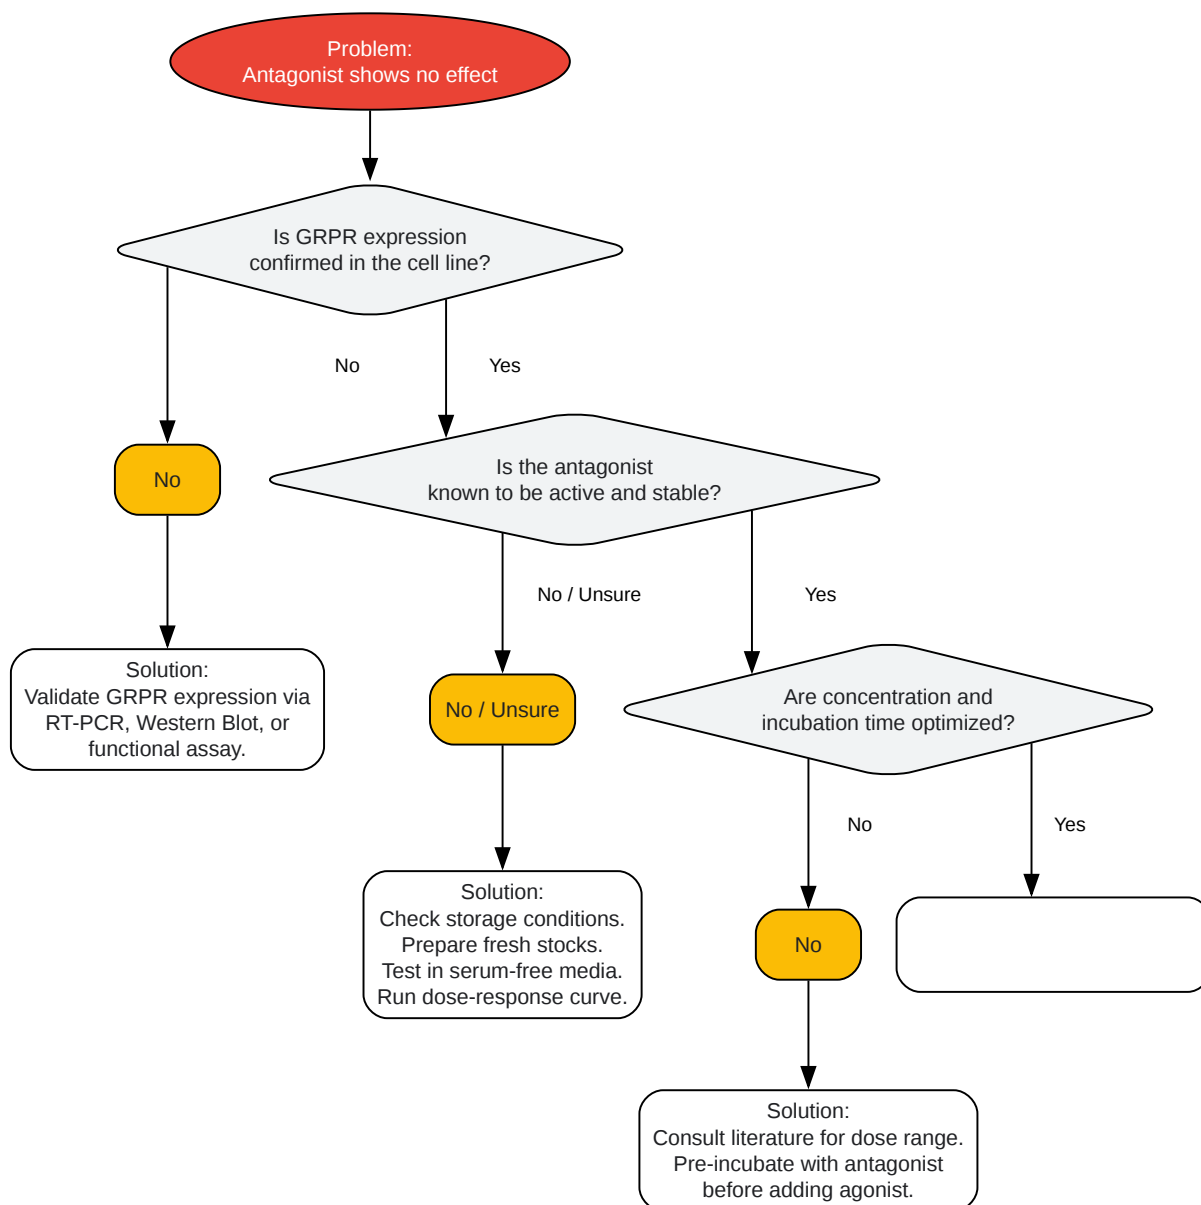 Problem:
Antagonist shows no effect
Is GRPR expression
confirmed in the cell line?
No
Yes
No
Is the antagonist
known to be active and stable?
No / Unsure
Yes
Solution:
Validate GRPR expression via
RT-PCR, Western Blot, or
functional assay.
No / Unsure
Are concentration and
incubation time optimized?
No
Yes
Solution:
Check storage conditions.
Prepare fresh stocks.
Test in serum-free media.
Run dose-response curve.
No
Solution:
Consult literature for dose range.
Pre-incubate with antagonist
before adding agonist.